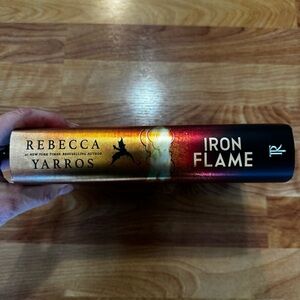 REBECCA
#1 NEW YORK TIMES BESTSELLING AUTHOR
YARROS
IRON
FLAME